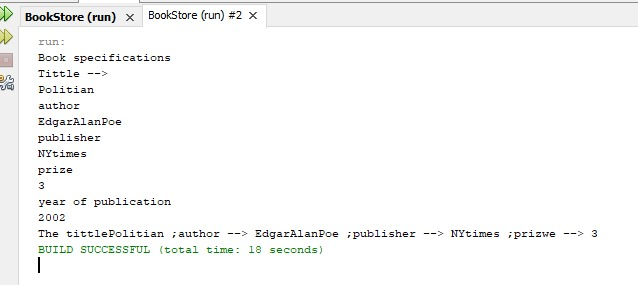 BookStore (run) x BookStore (run) #2 x
run:
Book specifications
Tittle -->
Politian
author
EdgarAlanPoe
publisher
NYtimes
prize
3
year of publication
2002
The tittlePolitian ;author --> EdgarAlanPoe ;publisher --> NYtimes ;prizwe --> 3
BUILD SUCCESSFUL (total time: 18 seconds)